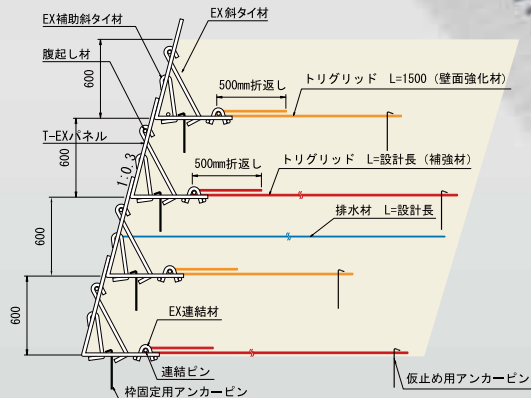 EX補助斜タイ材
EX斜タイ材
腹起し材
500mm折返し
トリグリッド L=1500 (壁面強化材)
600
T-EXパネル
1:0.3
500mm折返し
トリグリッド L=設計長 (補強材)
600
排水材 L=設計長
600
600
EX連結材
連結ピン
仮止め用アンカーピン
枠固定用アンカーピン